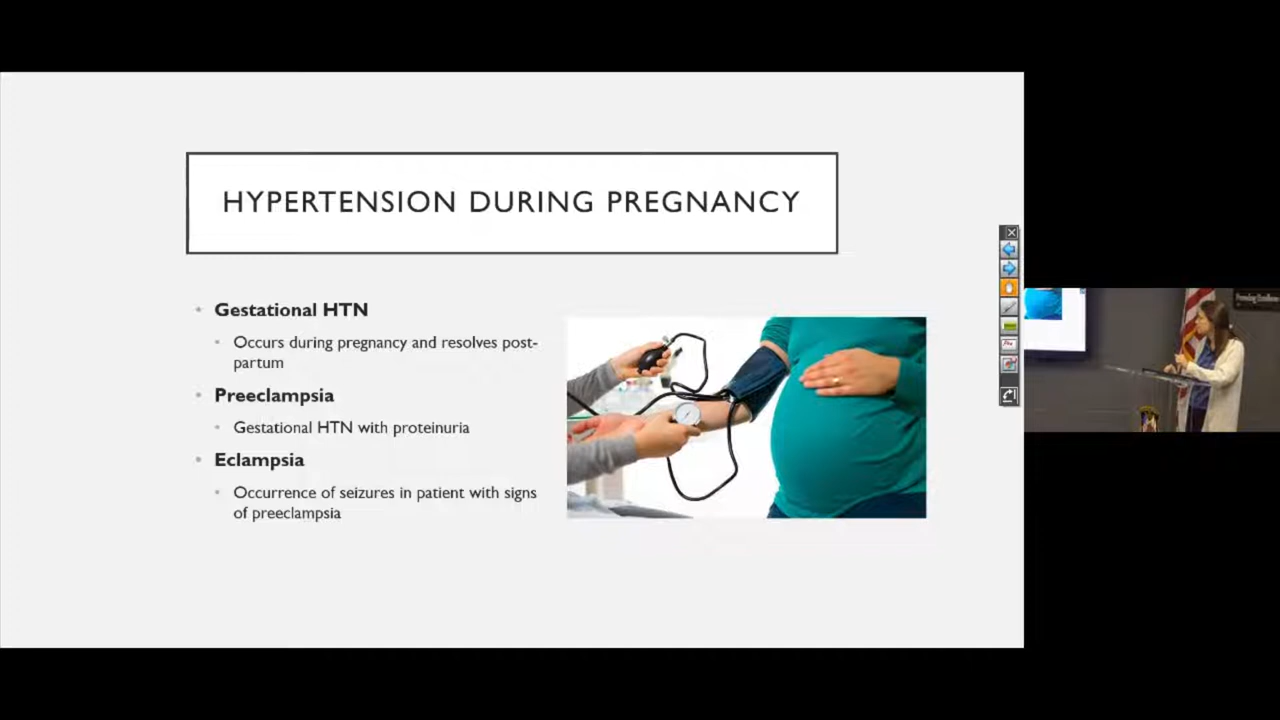 HYPERTENSION DURING PREGNANCY
Gestational HTN
Occurs during pregnancy and resolves post-
partum
Preeclampsia
Gestational HTN with proteinuria
Eclampsia
Occurrence of seizures in patient with signs
of preeclampsia